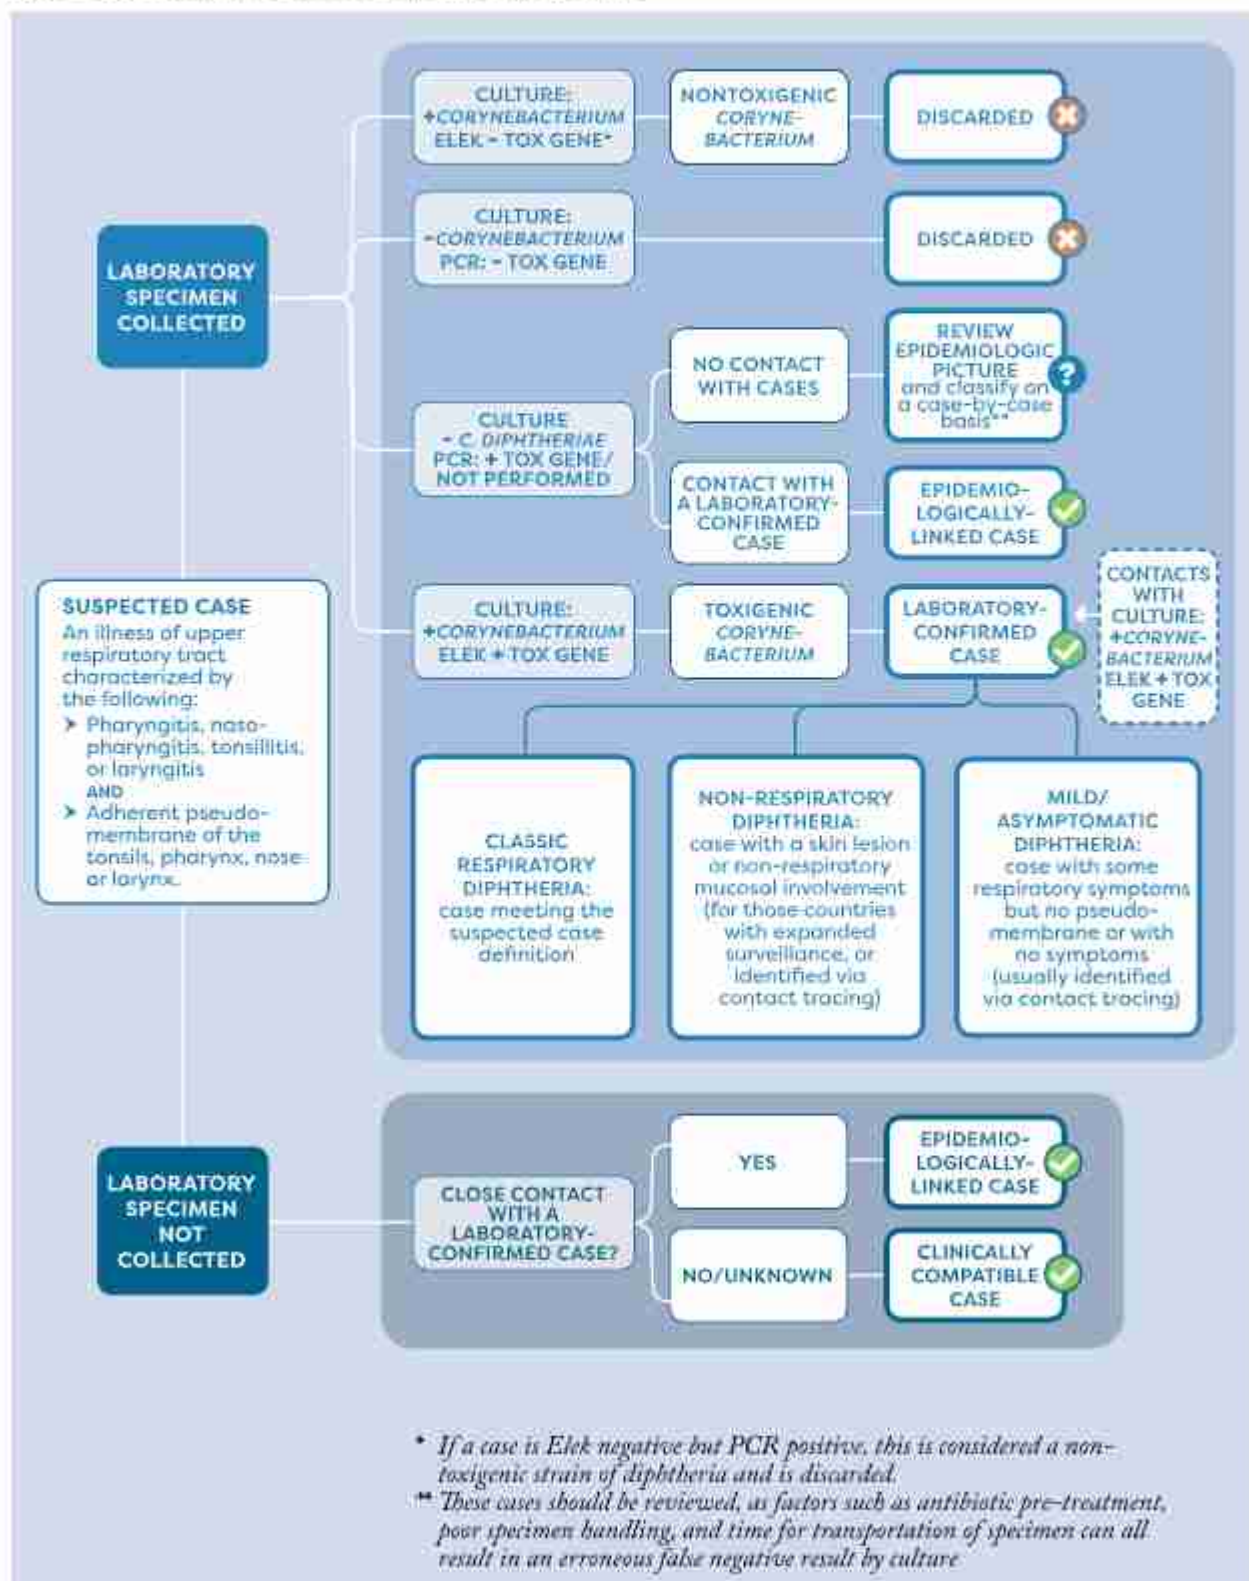 CULTURE:
+CORYNEBACTERIUM
ELEK - TOX GENE*
NONTOXIGENIC
CORYNE-
BACTERIUM
DISCARDED
CULTURE:
-CORYNEBACTERIUM
PCR: - TOX GENE
DISCARDED
LABORATORY
SPECIMEN
COLLECTED
CULTURE
- C. DIPHTHERIAE
PCR: + TOX GENE/
NOT PERFORMED
NO CONTACT
WITH CASES
REVIEW
EPIDEMIOLOGIC
PICTURE
and classify on
a case-by-case
basis**
?
CONTACT WITH
A LABORATORY-
CONFIRMED
CASE
EPIDEMIO-
LOGICALLY-
LINKED CASE
CULTURE:
+CORYNEBACTERIUM
ELEK + TOX GENE
TOXIGENIC
CORYNE-
BACTERIUM
LABORATORY-
CONFIRMED
CASE
CONTACTS
WITH
CULTURE:
+CORYNE-
BACTERIUM
ELEK + TOX
GENE
SUSPECTED CASE
An illness of upper
respiratory tract
characterized by
the following:
➤ Pharyngitis, naso-
pharyngitis, tonsillitis,
or laryngitis
AND
➤ Adherent pseudo-
membrane of the
tonsils, pharynx, nose
or larynx.
CLASSIC
RESPIRATORY
DIPHTHERIA:
case meeting the
suspected case
definition
NON-RESPIRATORY
DIPHTHERIA:
case with a skin lesion
or non-respiratory
mucosal involvement
(for those countries
with expanded
surveillance, or
identified via
contact tracing)
MILD/
ASYMPTOMATIC
DIPHTHERIA:
case with some
respiratory symptoms
but no pseudo-
membrane or with
no symptoms
(usually identified
via contact tracing)
LABORATORY
SPECIMEN
NOT
COLLECTED
CLOSE CONTACT
WITH A
LABORATORY-
CONFIRMED CASE?
YES
EPIDEMIO-
LOGICALLY-
LINKED CASE
NO/UNKNOWN
CLINICALLY
COMPATIBLE
CASE
* If a case is Elek negative but PCR positive, this is considered a non-
toxigenic strain of diphtheria and is discarded.
** These cases should be reviewed, as factors such as antibiotic pre-treatment,
poor specimen handling, and time for transportation of specimen can all
result in an erroneous false negative result by culture